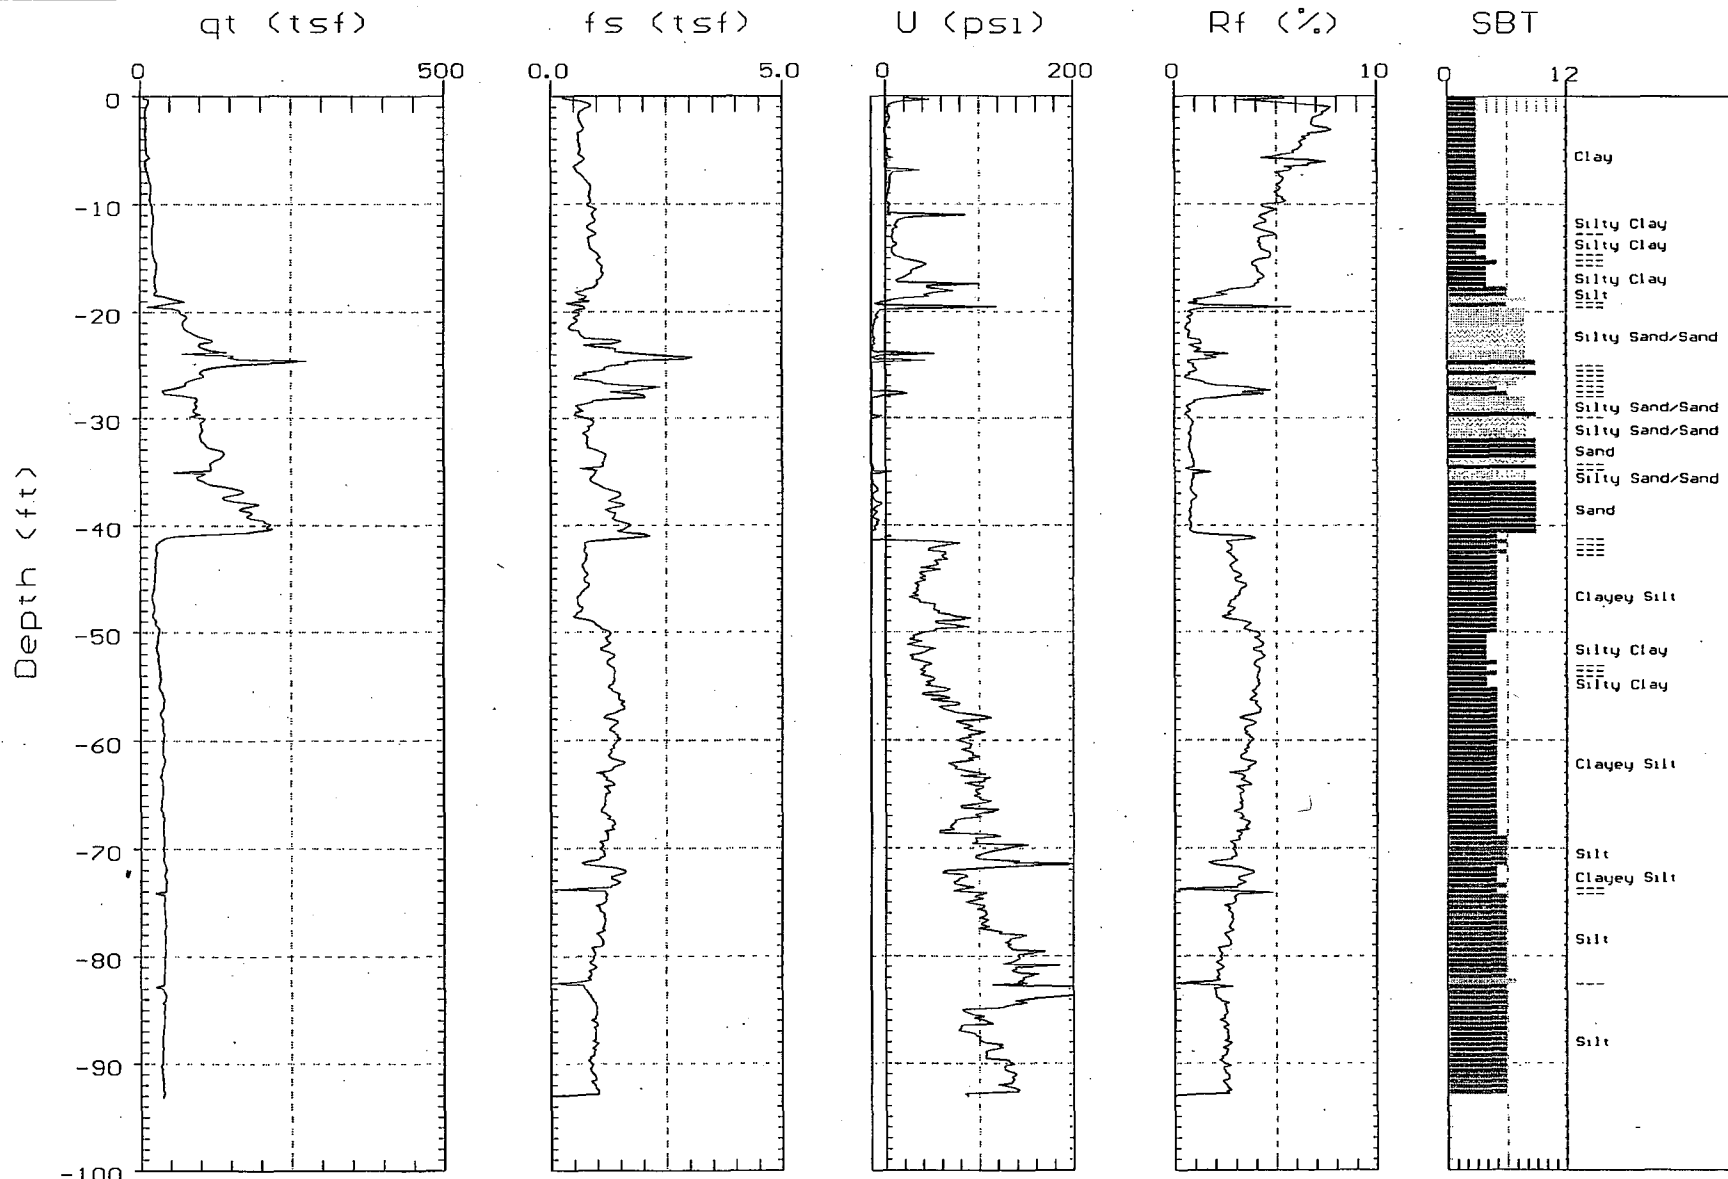 qt (tsf) fs (tsf) U (psi) Rf (%) SBT
0 500 0.0 5.0 0 200 0 10 0 12
0
Clay
-10
Silty Clay
---
Silty Clay
---
---
Silty Clay
Silt
---
-20
Silty Sand/Sand
---
---
---
---
---
Silty Sand/Sand
---
-30
Silty Sand/Sand
Sand
---
Silty Sand/Sand
Depth (ft)
Sand
-40
---
---
---
Clayey Silt
-50
Silty Clay
---
---
Silty Clay
-60
Clayey Silt
-70
Silt
Clayey Silt
---
---
Silt
-80
---
Silt
-90
-100